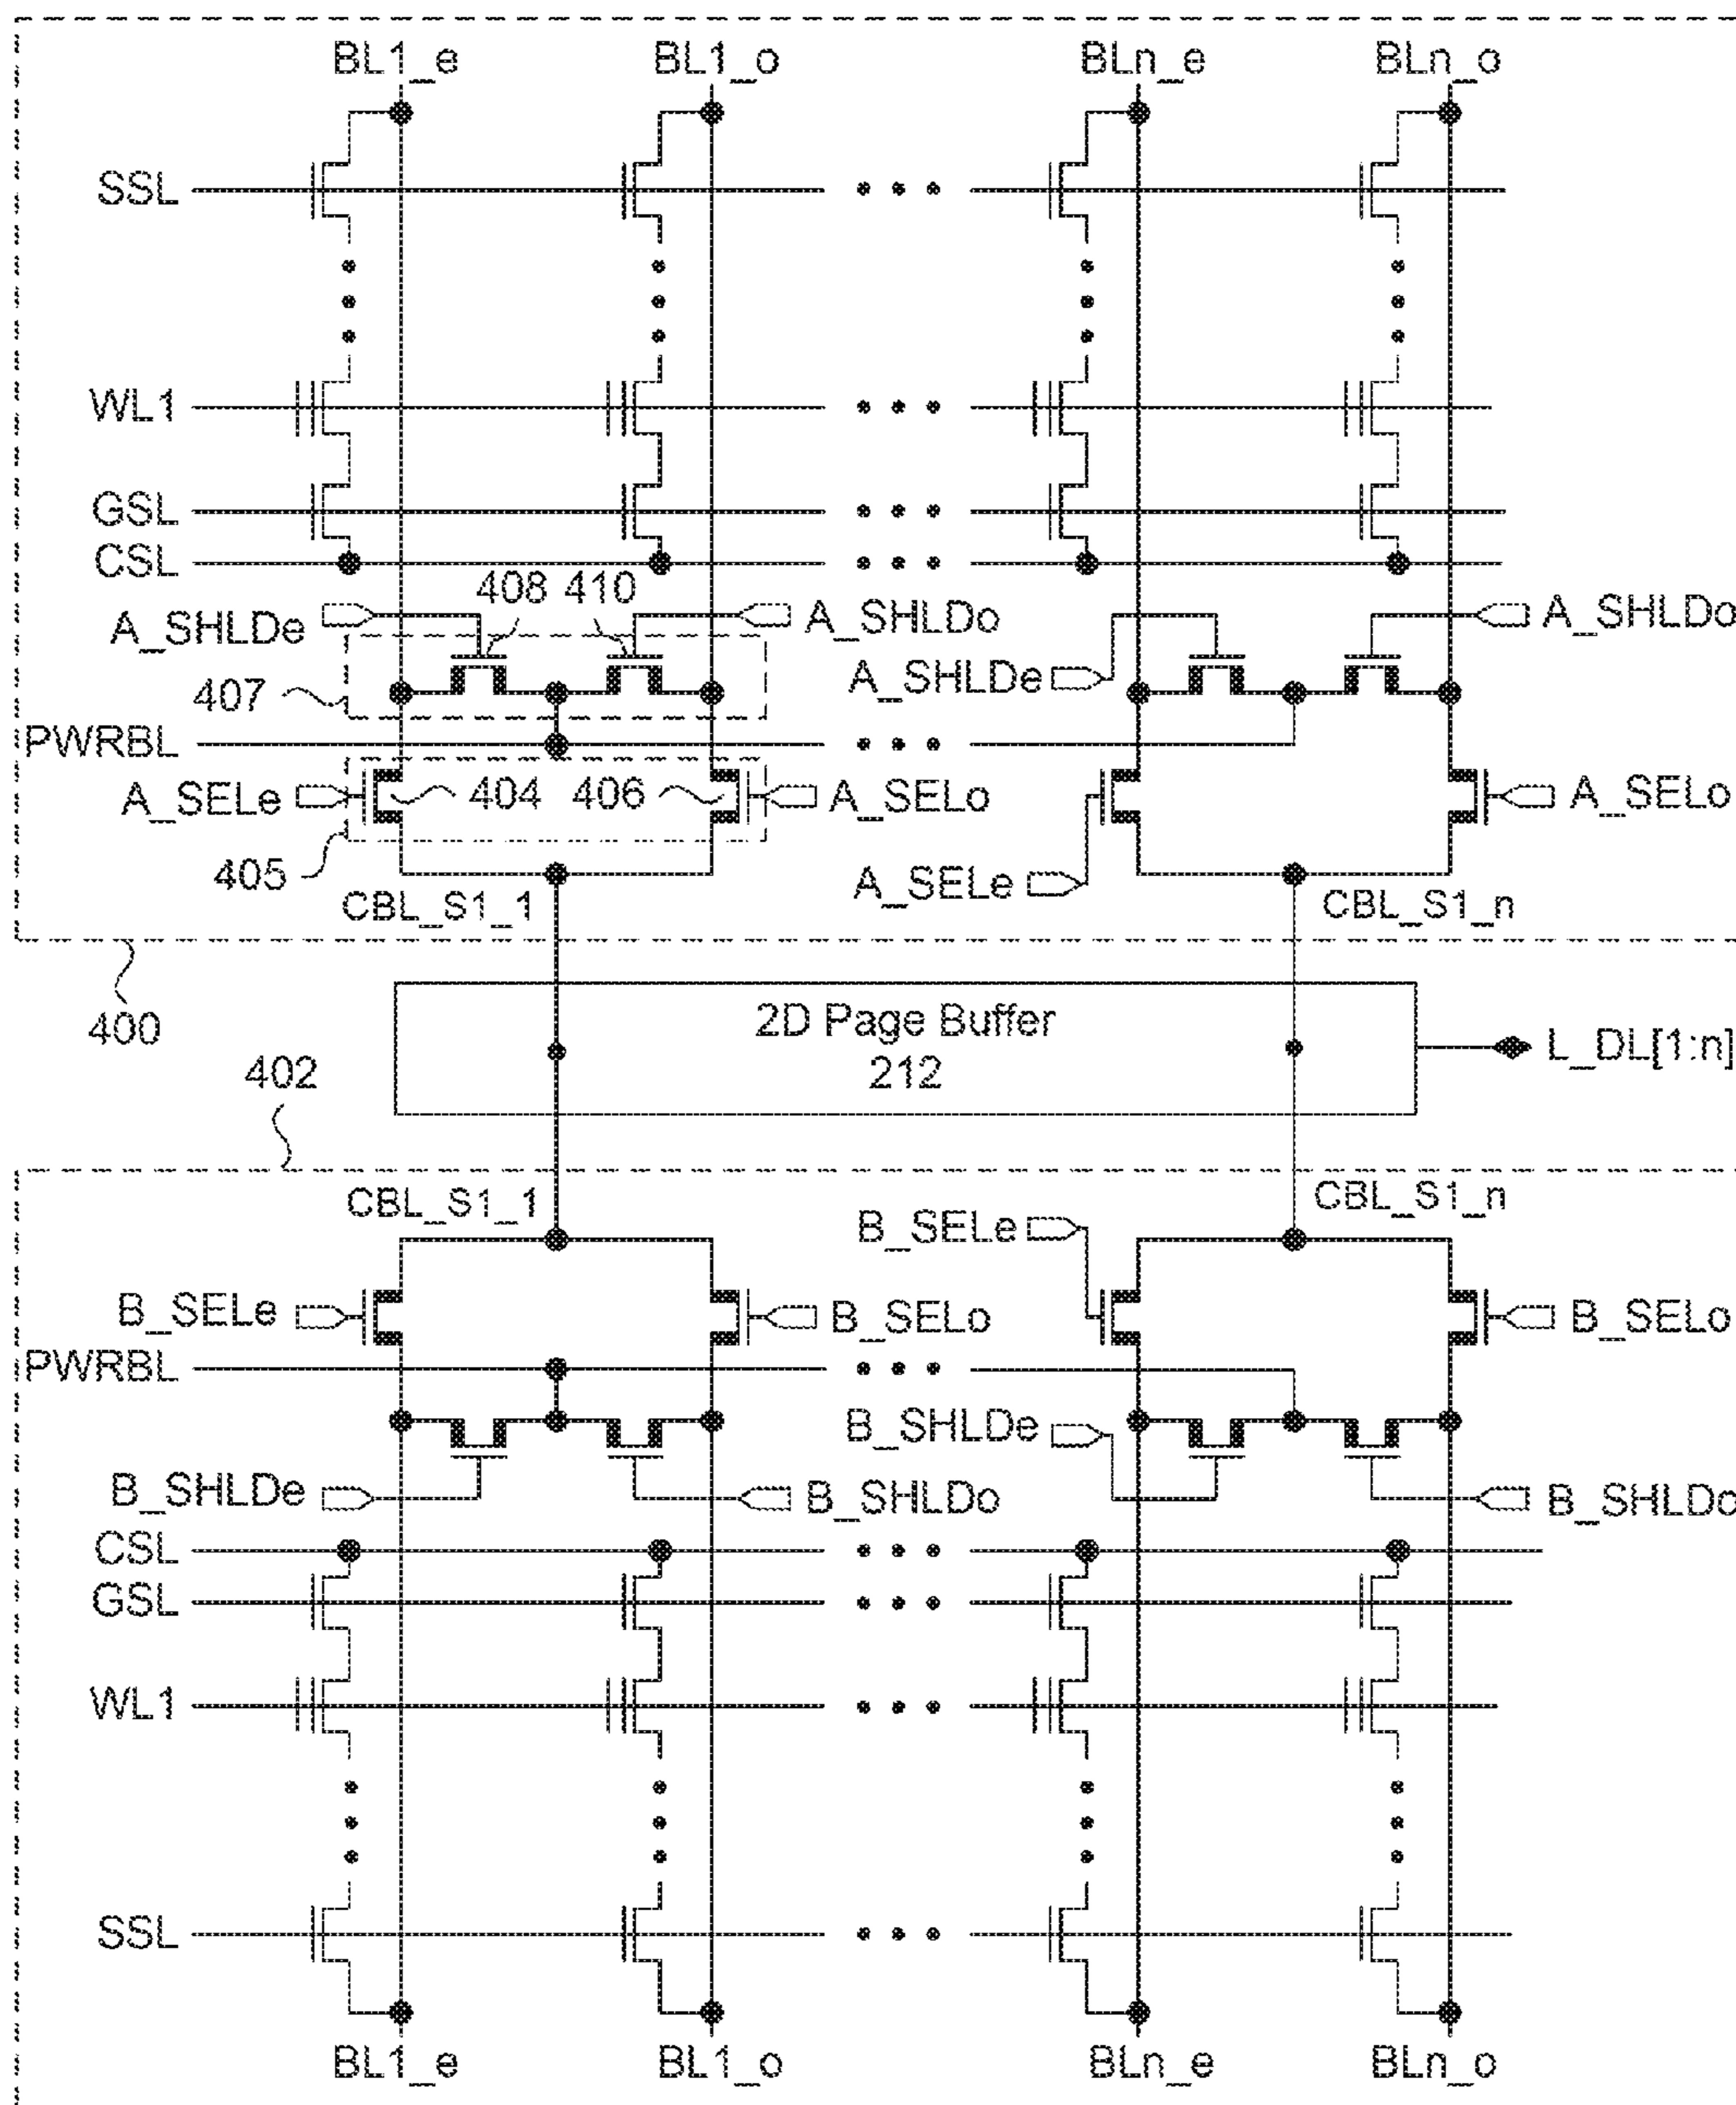 BL1_e BL1_o BLn_e BLn_o
SSL
WL1
GSL
CSL
408 410
A_SHLDe A_SHLDo A_SHLDe A_SHLDo
407
PWRBL
A_SELe 404 406 A_SELo A_SELe A_SELo
405
CBL_S1_1 CBL_S1_n
400
2D Page Buffer
212
L_DL[1:n]
402
CBL_S1_1 CBL_S1_n
B_SELe B_SELo B_SELe B_SELo
PWRBL
B_SHLDe B_SHLDo B_SHLDe B_SHLDo
CSL
GSL
WL1
SSL
BL1_e BL1_o BLn_e BLn_o